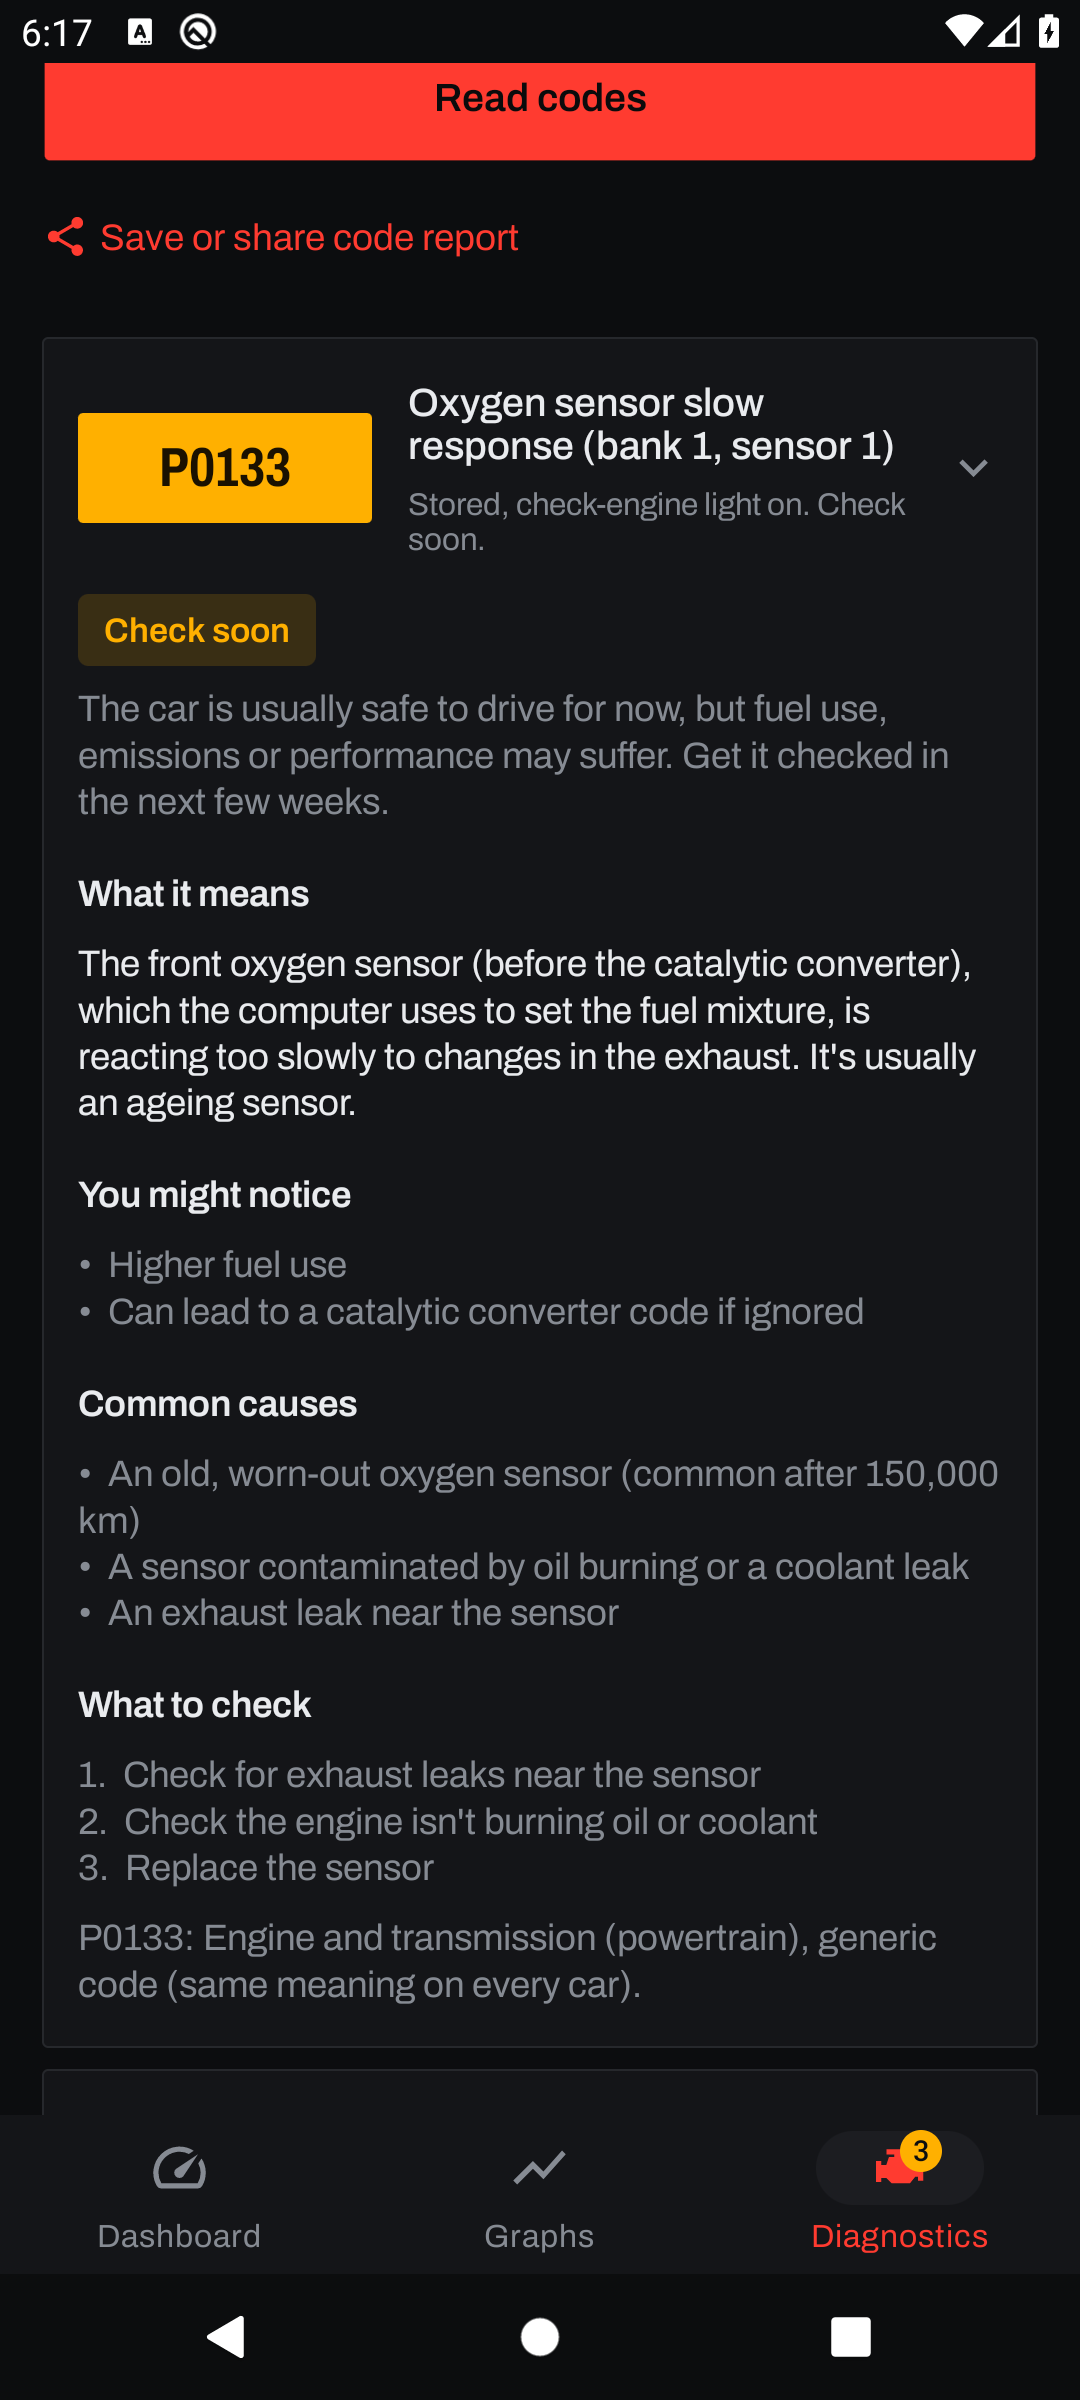 6:17
Read codes
Save or share code report
P0133
Oxygen sensor slow
response (bank 1, sensor 1)
Stored, check-engine light on. Check
soon.
Check soon
The car is usually safe to drive for now, but fuel use,
emissions or performance may suffer. Get it checked in
the next few weeks.
What it means
The front oxygen sensor (before the catalytic converter),
which the computer uses to set the fuel mixture, is
reacting too slowly to changes in the exhaust. It's usually
an ageing sensor.
You might notice
• Higher fuel use
• Can lead to a catalytic converter code if ignored
Common causes
• An old, worn-out oxygen sensor (common after 150,000
km)
• A sensor contaminated by oil burning or a coolant leak
• An exhaust leak near the sensor
What to check
1. Check for exhaust leaks near the sensor
2. Check the engine isn't burning oil or coolant
3. Replace the sensor
P0133: Engine and transmission (powertrain), generic
code (same meaning on every car).
3
Dashboard
Graphs
Diagnostics